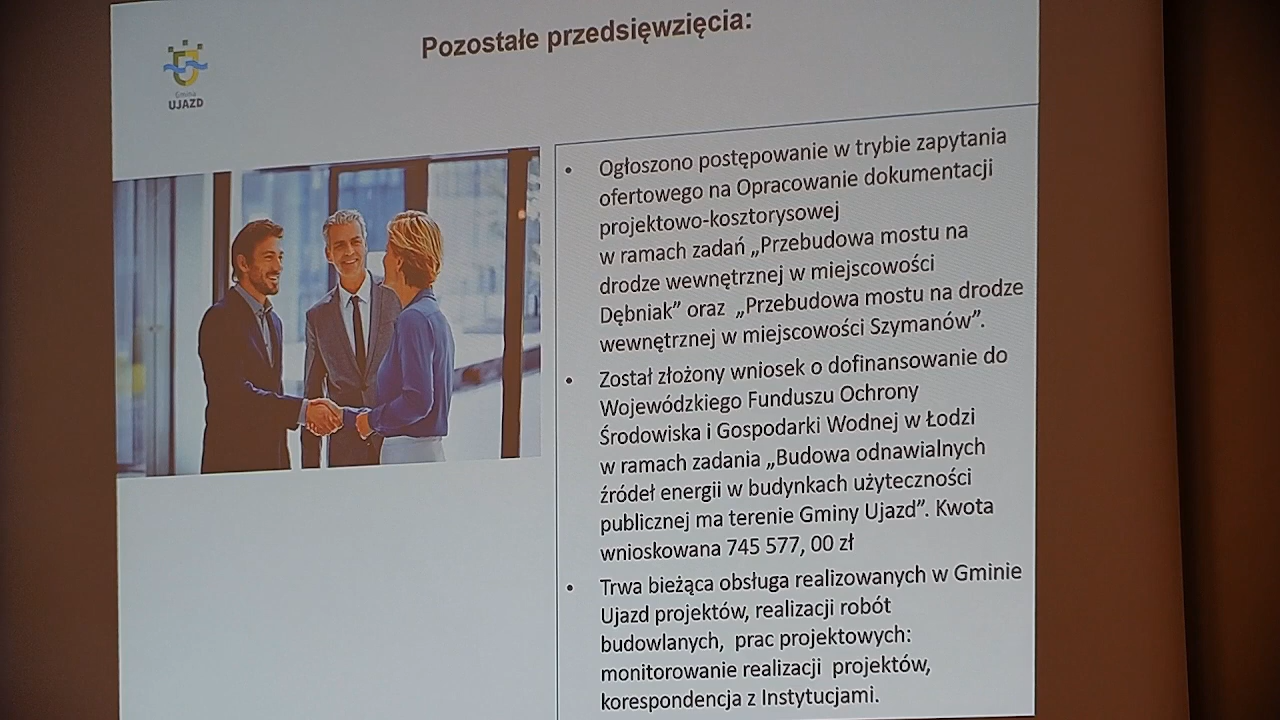 Pozostałe przedsięwzięcia:
Gmina
UJAZD
• Ogłoszono postępowanie w trybie zapytania
ofertowego na Opracowanie dokumentacji
projektowo-kosztorysowej
w ramach zadań „Przebudowa mostu na
drodze wewnętrznej w miejscowości
Dębniak” oraz „Przebudowa mostu na drodze
wewnętrznej w miejscowości Szymanów”.
• Został złożony wniosek o dofinansowanie do
Wojewódzkiego Funduszu Ochrony
Środowiska i Gospodarki Wodnej w Łodzi
w ramach zadania „Budowa odnawialnych
źródeł energii w budynkach użyteczności
publicznej ma terenie Gminy Ujazd”. Kwota
wnioskowana 745 577, 00 zł
• Trwa bieżąca obsługa realizowanych w Gminie
Ujazd projektów, realizacji robót
budowlanych, prac projektowych:
monitorowanie realizacji projektów,
korespondencja z Instytucjami.